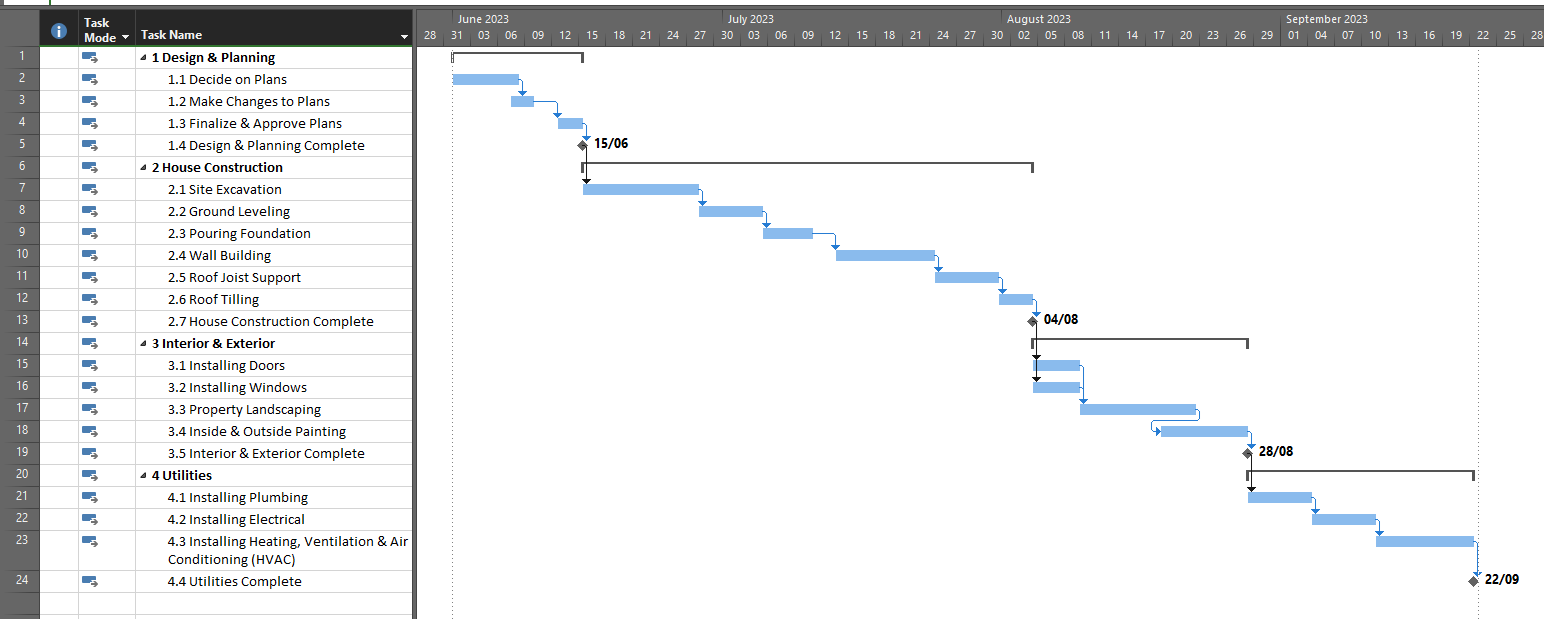 June 2023 July 2023 August 2023 September 2023
i Task Mode Task Name
28 31 03 06 09 12 15 18 21 24 27 30 03 06 09 12 15 18 21 24 27 30 02 05 08 11 14 17 20 23 26 29 01 04 07 10 13 16 19 22 25 28
1 1 Design & Planning
2 1.1 Decide on Plans
3 1.2 Make Changes to Plans
4 1.3 Finalize & Approve Plans
5 1.4 Design & Planning Complete 15/06
6 2 House Construction
7 2.1 Site Excavation
8 2.2 Ground Leveling
9 2.3 Pouring Foundation
10 2.4 Wall Building
11 2.5 Roof Joist Support
12 2.6 Roof Tilling
13 2.7 House Construction Complete 04/08
14 3 Interior & Exterior
15 3.1 Installing Doors
16 3.2 Installing Windows
17 3.3 Property Landscaping
18 3.4 Inside & Outside Painting
19 3.5 Interior & Exterior Complete 28/08
20 4 Utilities
21 4.1 Installing Plumbing
22 4.2 Installing Electrical
23 4.3 Installing Heating, Ventilation & Air
Conditioning (HVAC)
24 4.4 Utilities Complete 22/09